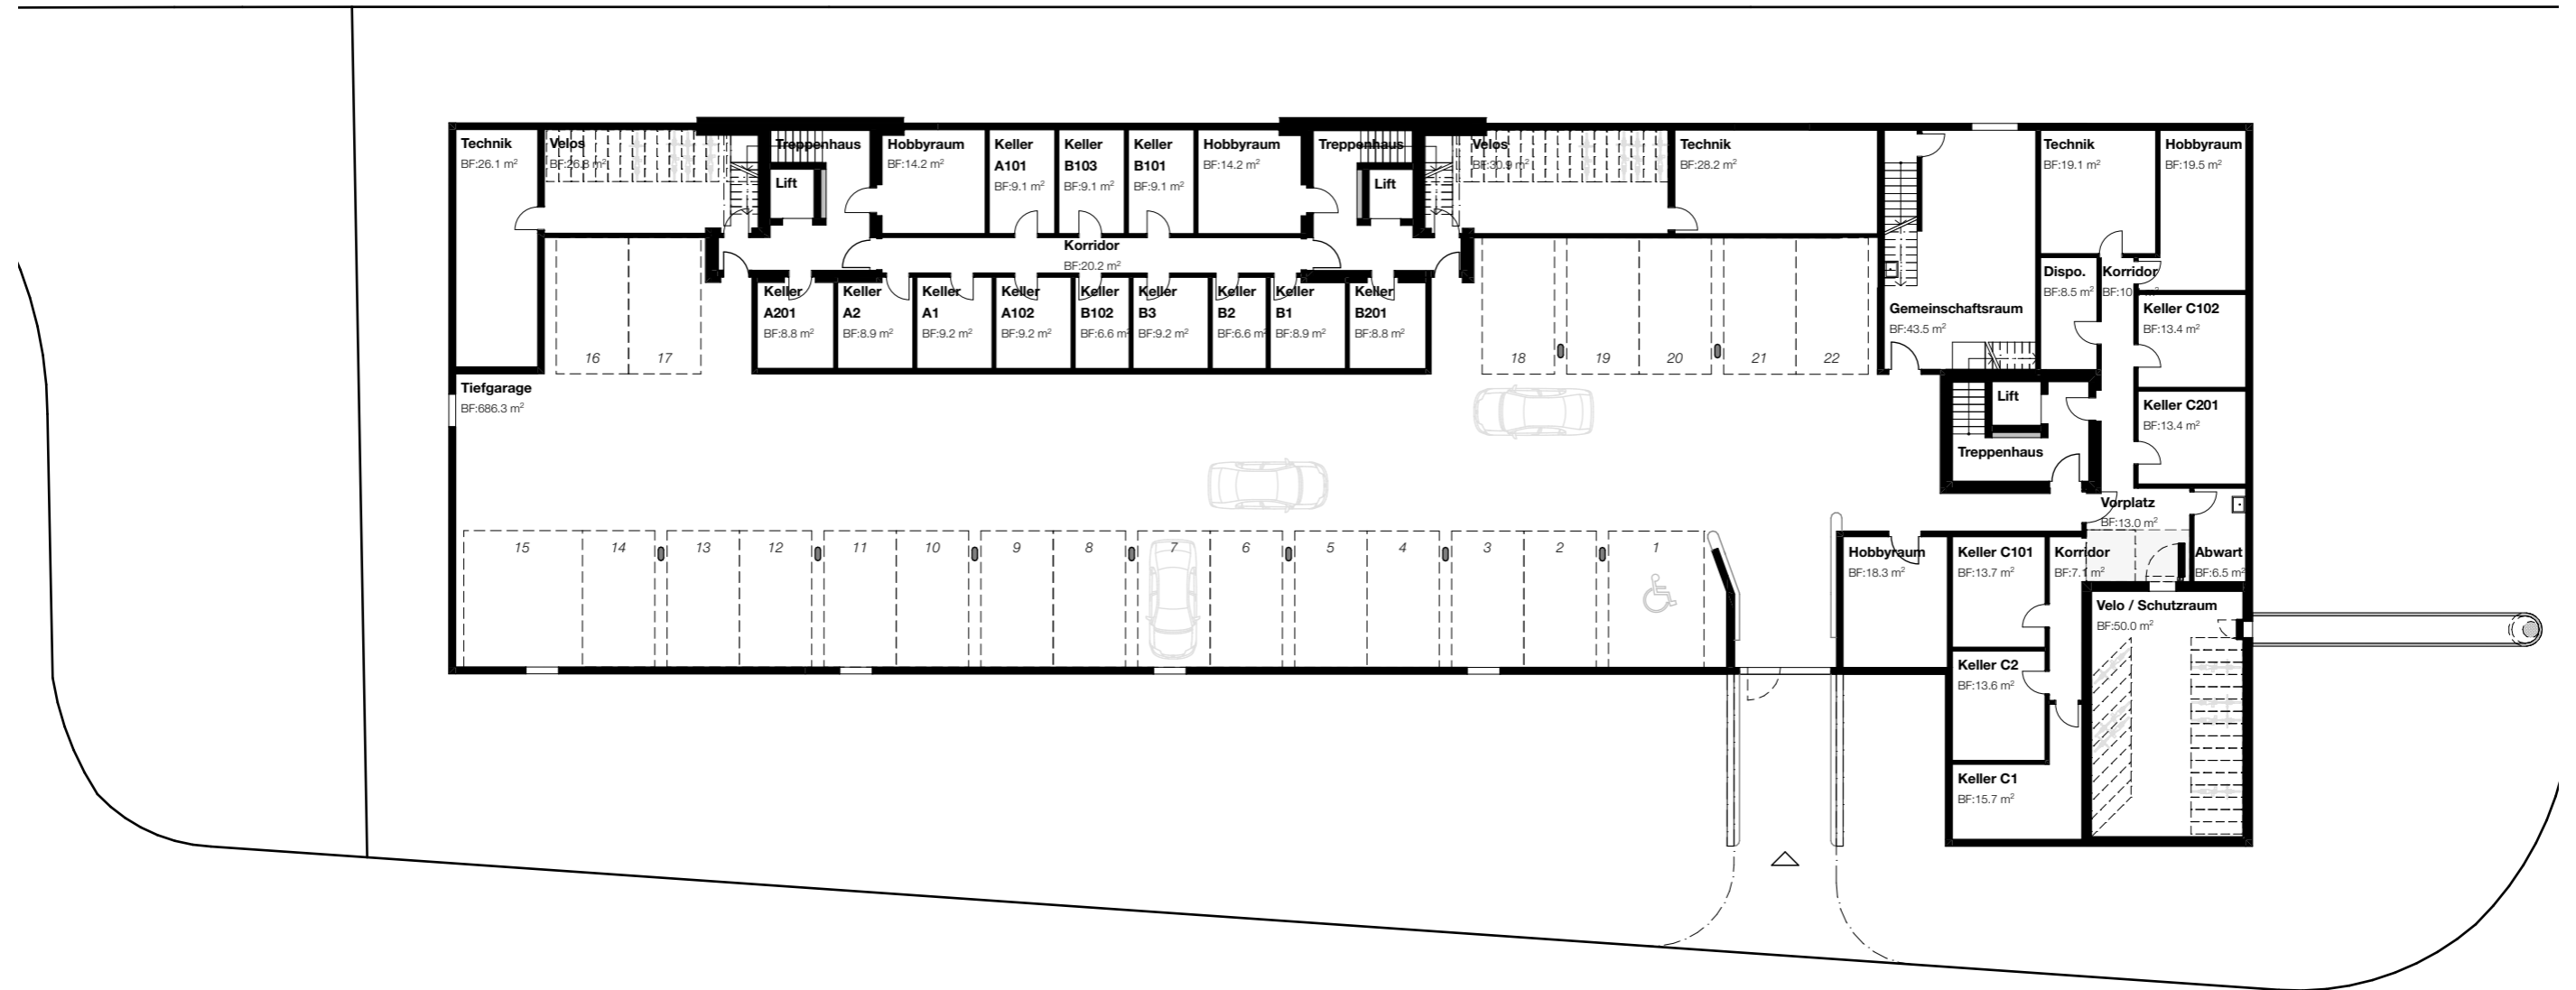 Technik
BF:26.1 m²
Velos
BF:26.8 m²
Treppenhaus
Lift
Hobbyraum
BF:14.2 m²
Keller
A101
BF:9.1 m²
Keller
B103
BF:9.1 m²
Keller
B101
BF:9.1 m²
Hobbyraum
BF:14.2 m²
Treppenhaus
Lift
Velos
BF:30.9 m²
Technik
BF:28.2 m²
Technik
BF:19.1 m²
Hobbyraum
BF:19.5 m²
Korridor
BF:20.2 m²
Keller
A201
BF:8.8 m²
Keller
A2
BF:8.9 m²
Keller
A1
BF:9.2 m²
Keller
A102
BF:9.2 m²
Keller
B102
BF:6.6 m²
Keller
B3
BF:9.2 m²
Keller
B2
BF:6.6 m²
Keller
B1
BF:8.9 m²
Keller
B201
BF:8.8 m²
Gemeinschaftsraum
BF:43.5 m²
Dispo.
BF:8.5 m²
Korridor
Keller C102
BF:13.4 m²
16
17
18
19
20
21
22
Tiefgarage
BF:686.3 m²
Lift
Treppenhaus
Keller C201
BF:13.4 m²
Vorplatz
BF:13.0 m²
15
14
13
12
11
10
9
8
7
6
5
4
3
2
1
Hobbyraum
BF:18.3 m²
Keller C101
BF:13.7 m²
Korridor
BF:7.1 m²
Abwart
BF:6.5 m²
Velo / Schutzraum
BF:50.0 m²
Keller C2
BF:13.6 m²
Keller C1
BF:15.7 m²